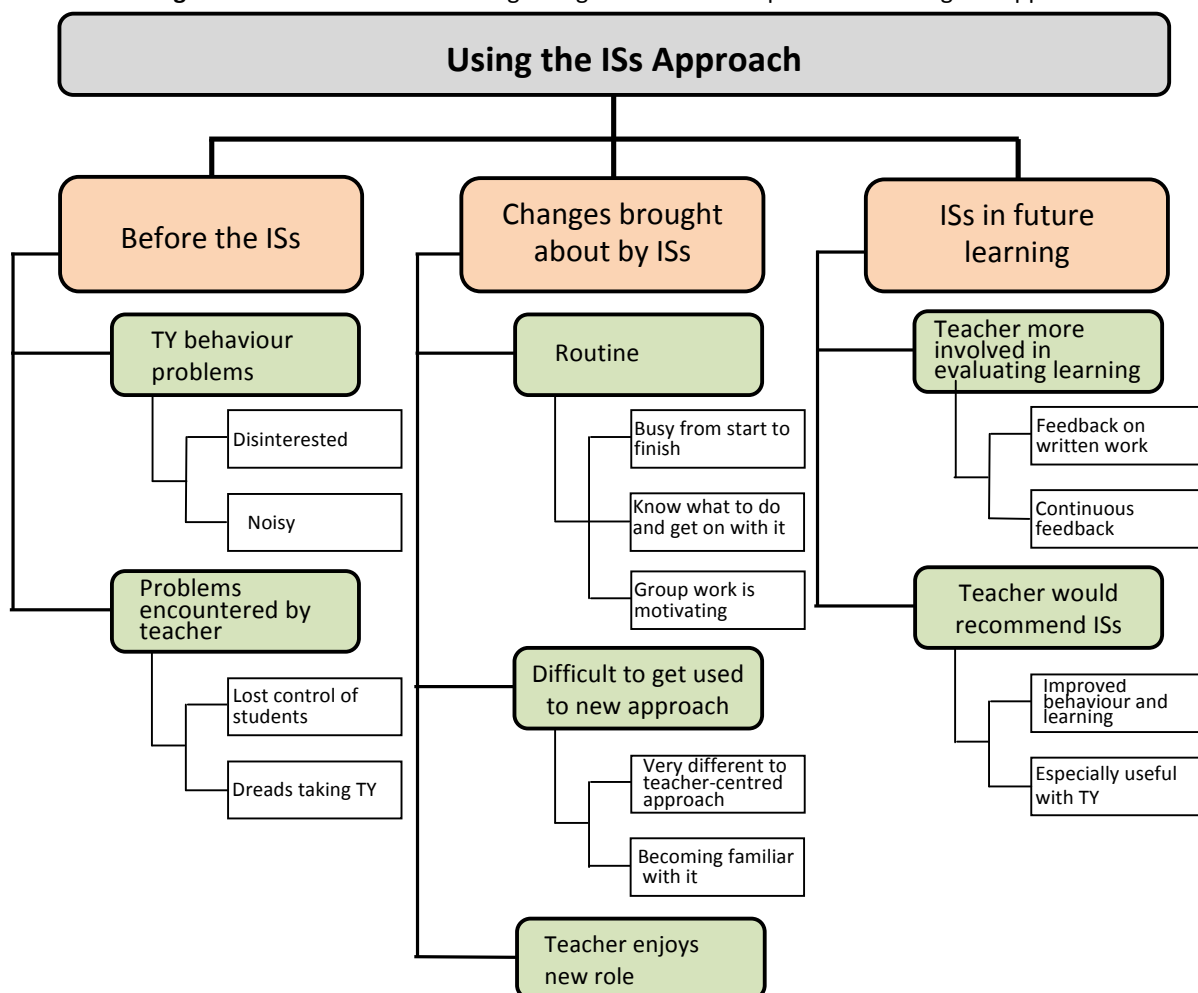 Using the ISs Approach
Before the ISs
TY behaviour
problems
Disinterested
Noisy
Problems
encountered by
teacher
Lost control of
students
Dreads taking TY
Changes brought
about by ISs
Routine
Busy from start to
finish
Know what to do
and get on with it
Group work is
motivating
Difficult to get used
to new approach
Very different to
teacher-centred
approach
Becoming familiar
with it
Teacher enjoys
new role
ISs in future
learning
Teacher more
involved in
evaluating learning
Feedback on
written work
Continuous
feedback
Teacher would
recommend ISs
Improved
behaviour and
learning
Especially useful
with TY